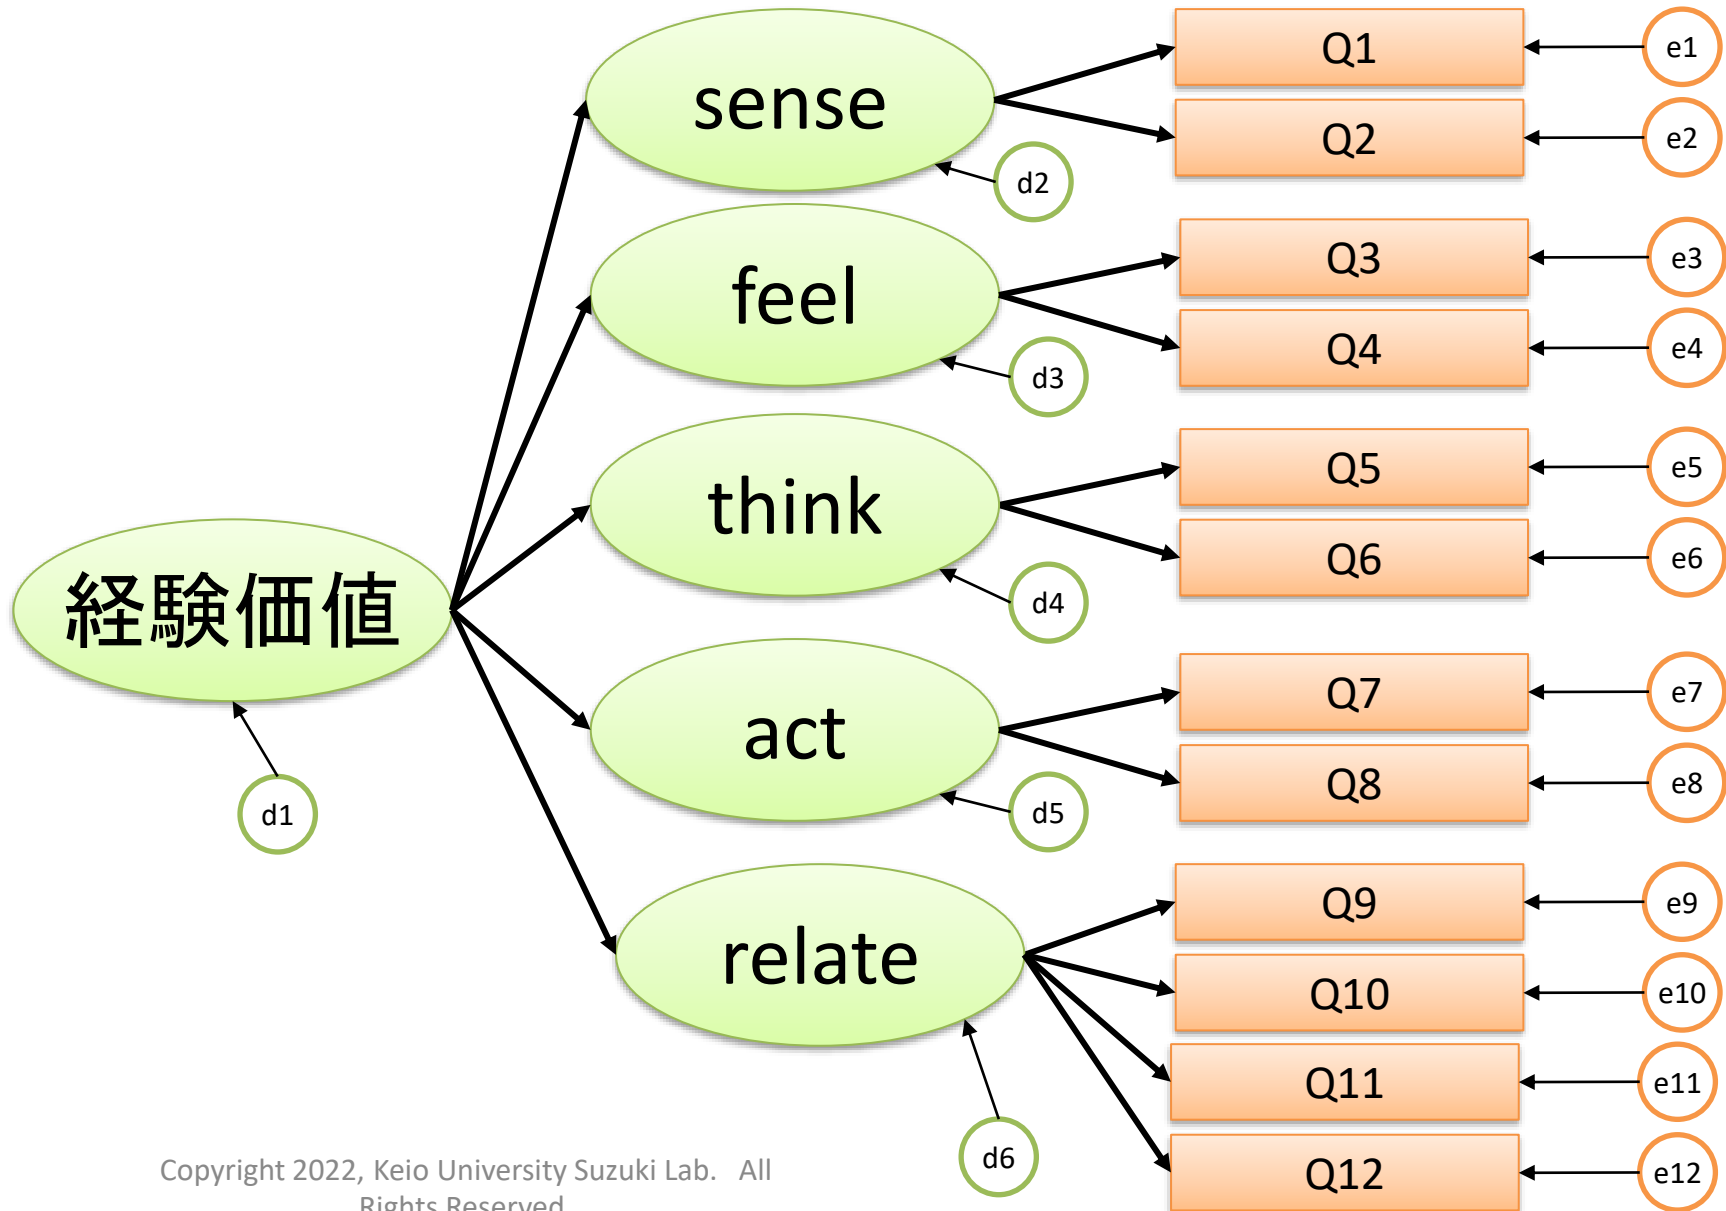 sense
Q1
e1
Q2
e2
d2
feel
Q3
e3
Q4
e4
d3
think
Q5
e5
Q6
e6
d4
経験価値
d1
act
Q7
e7
Q8
e8
d5
relate
Q9
e9
Q10
e10
Q11
e11
Q12
e12
d6
Copyright 2022, Keio University Suzuki Lab. All
Rights Reserved